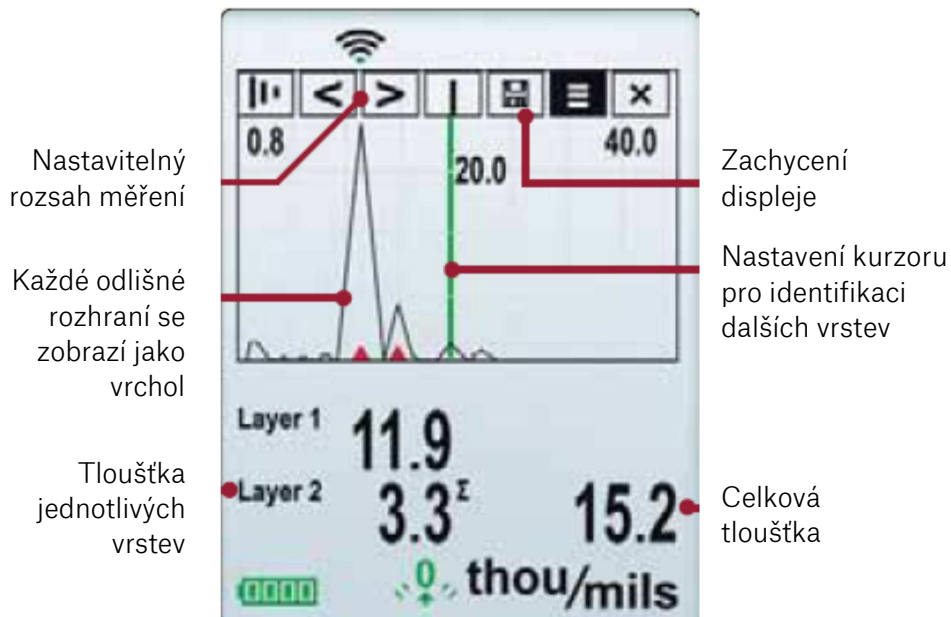 0.8
40.0
20.0
Nastavitelný
rozsah měření
Každé odlišné
rozhraní se
zobrazí jako
vrchol
Tloušťka
jednotlivých
vrstev
Layer 1
11.9
Layer 2
3.3 Σ
15.2
0
thou/mils
Zachycení
displeje
Nastavení kurzoru
pro identifikaci
dalších vrstev
Celková
tloušťka